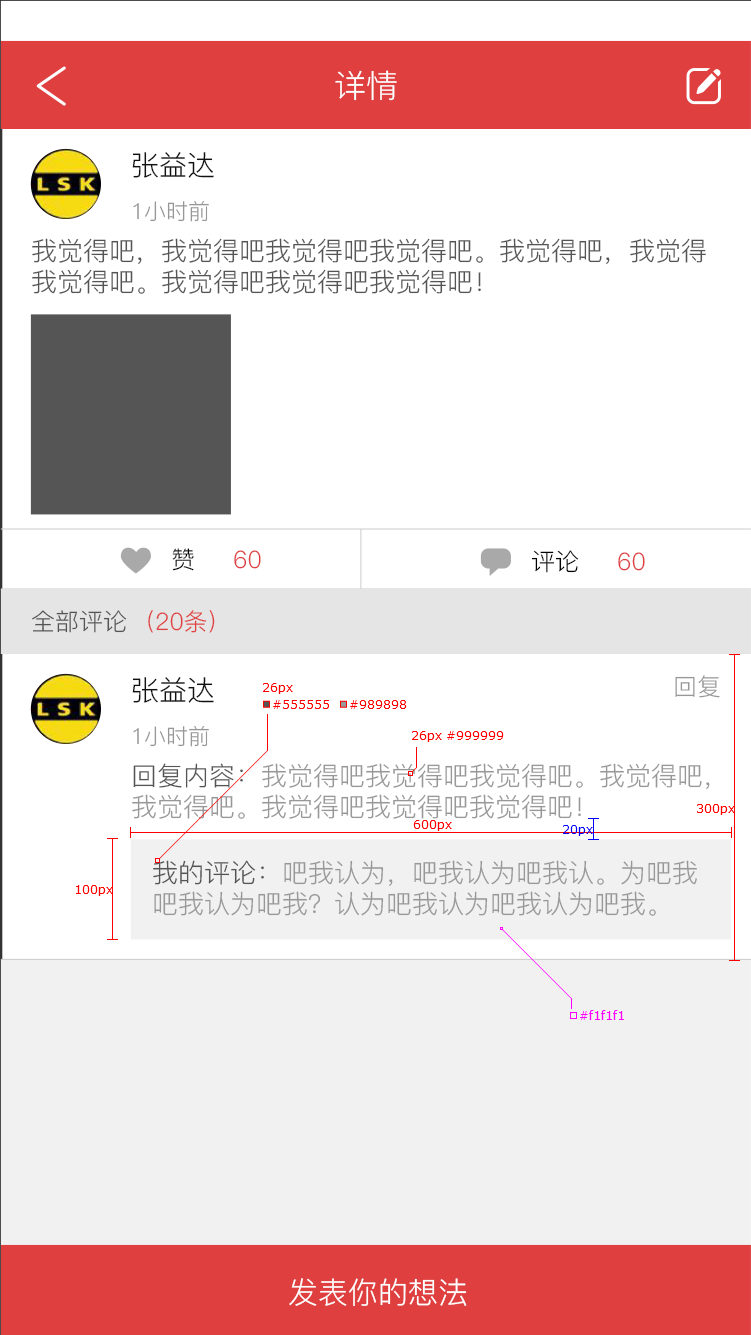 详情
LSK
张益达
1小时前
我觉得吧，我觉得吧我觉得吧我觉得吧。我觉得吧，我觉得
我觉得吧。我觉得吧我觉得吧我觉得吧！
赞 60
评论 60
全部评论 （20条）
LSK
张益达
回复
1小时前
26px
#555555 #989898
26px #999999
回复内容：我觉得吧我觉得吧我觉得吧。我觉得吧，
我觉得吧。我觉得吧我觉得吧我觉得吧！
300px
600px
20px
100px
我的评论：吧我认为，吧我认为吧我认。为吧我
吧我认为吧我？认为吧我认为吧我认为吧我。
#f1f1f1
发表你的想法